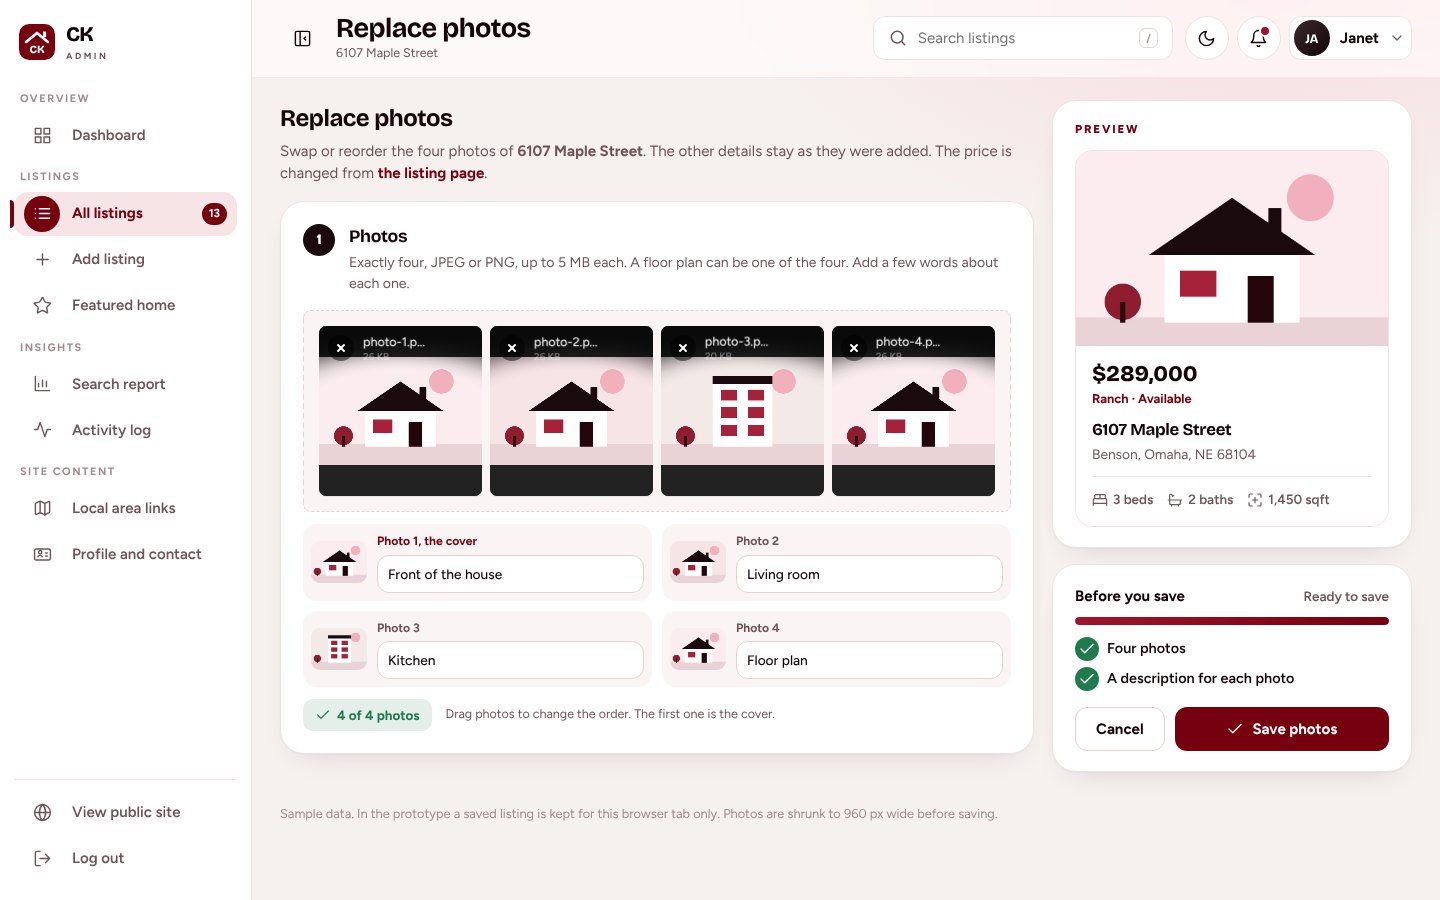 CK
CK
ADMIN
OVERVIEW
Dashboard
LISTINGS
All listings
13
Add listing
Featured home
INSIGHTS
Search report
Activity log
SITE CONTENT
Local area links
Profile and contact
View public site
Log out
Replace photos
6107 Maple Street
Search listings
/
JA
Janet
Replace photos
Swap or reorder the four photos of 6107 Maple Street. The other details stay as they were added. The price is
changed from the listing page.
1
Photos
Exactly four, JPEG or PNG, up to 5 MB each. A floor plan can be one of the four. Add a few words about
each one.
photo-1.p...
26 KB
photo-2.p...
26 KB
photo-3.p...
20 KB
photo-4.p...
26 KB
Photo 1, the cover
Front of the house
Photo 2
Living room
Photo 3
Kitchen
Photo 4
Floor plan
4 of 4 photos
Drag photos to change the order. The first one is the cover.
Sample data. In the prototype a saved listing is kept for this browser tab only. Photos are shrunk to 960 px wide before saving.
PREVIEW
$289,000
Ranch · Available
6107 Maple Street
Benson, Omaha, NE 68104
3 beds
2 baths
1,450 sqft
Before you save
Ready to save
Four photos
A description for each photo
Cancel
Save photos